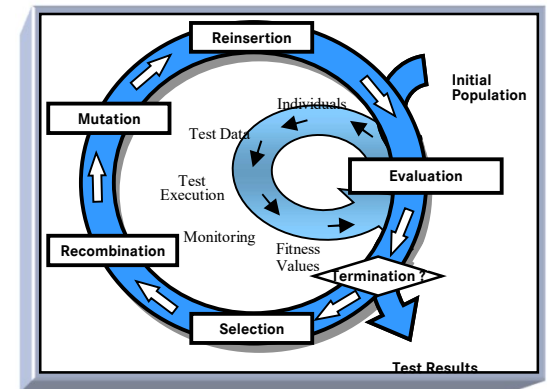 Reinsertion
Initial
Population
Individuals
Mutation
Test Data
Evaluation
Test
Execution
Recombination
Monitoring
Fitness
Values
Termination ?
Selection
Test Results